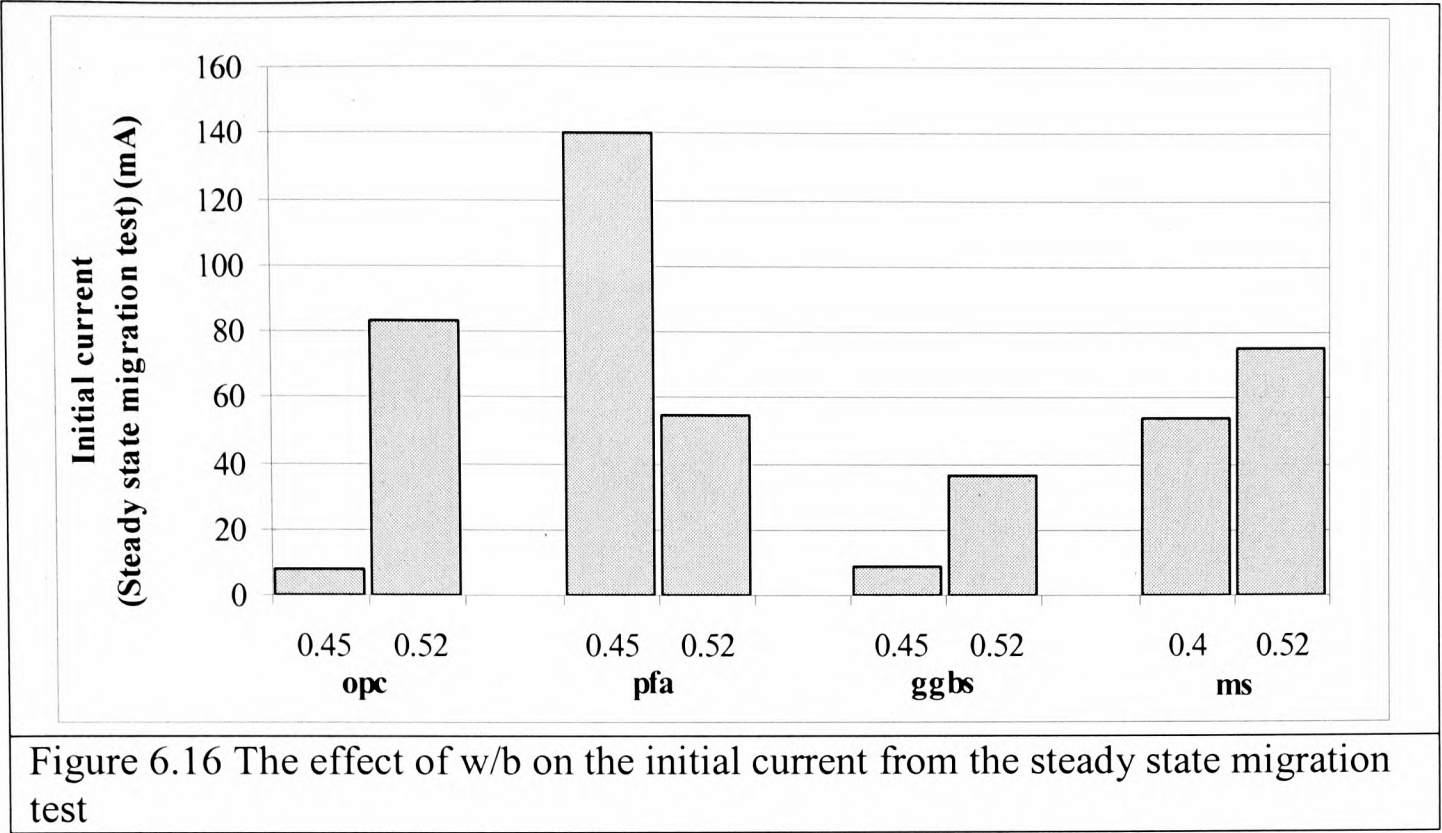 160
140
120
100
80
60
40
20
0
Initial current
(Steady state migration test) (mA)
0.45 0.52 0.45 0.52 0.45 0.52 0.4 0.52
opc pfa ggbs ms
Figure 6.16 The effect of w/b on the initial current from the steady state migration
test